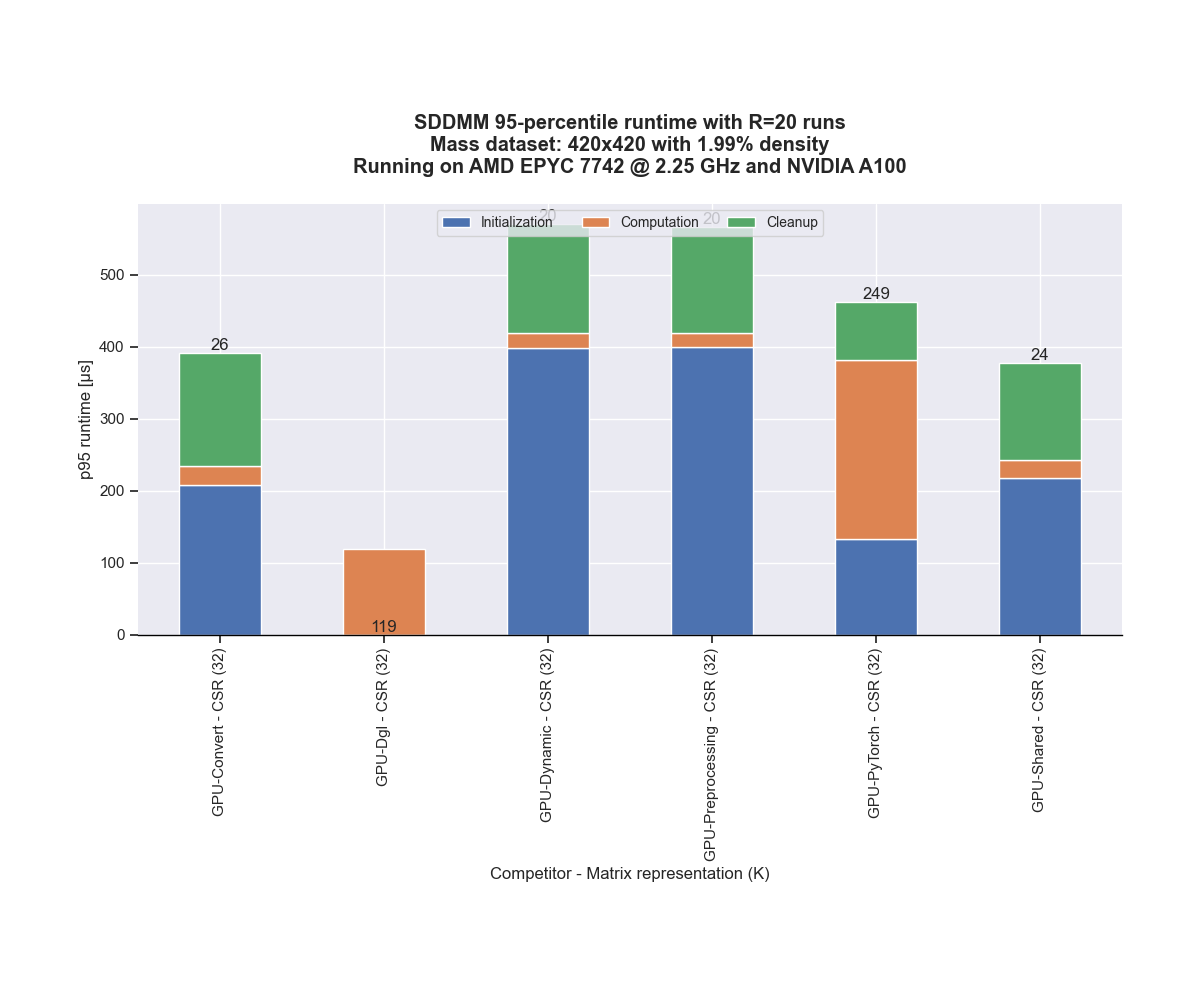 SDDMM 95-percentile runtime with R=20 runs
Mass dataset: 420x420 with 1.99% density
Running on AMD EPYC 7742 @ 2.25 GHz and NVIDIA A100
Initialization Computation Cleanup
20 20
249
26
24
119
p95 runtime [µs]
500
400
300
200
100
0
GPU-Convert - CSR (32)
GPU-Dgl - CSR (32)
GPU-Dynamic - CSR (32)
GPU-Preprocessing - CSR (32)
GPU-PyTorch - CSR (32)
GPU-Shared - CSR (32)
Competitor - Matrix representation (K)